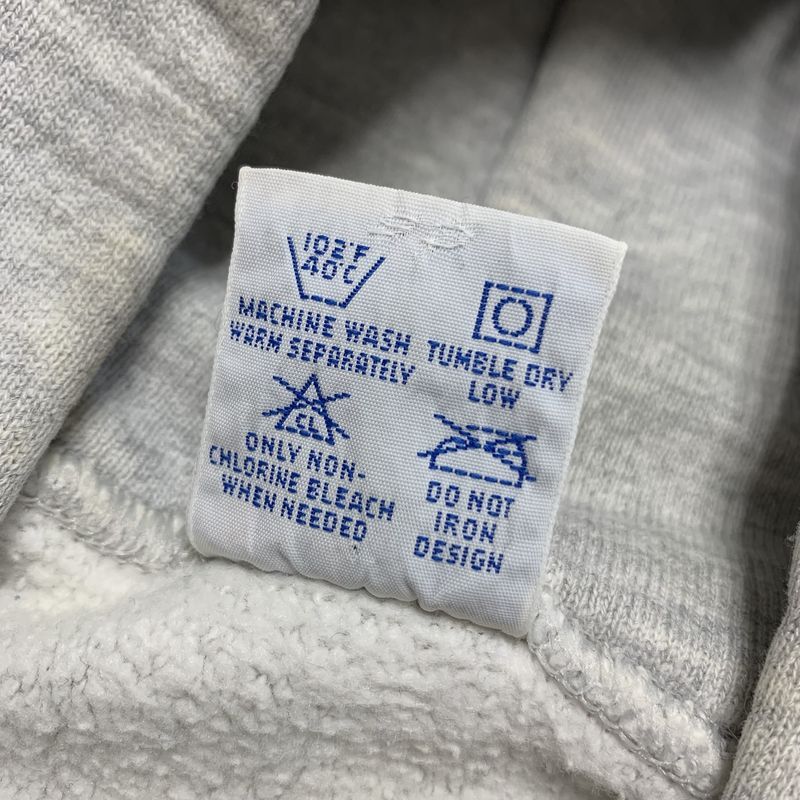 102°F
40°C
MACHINE WASH
WARM SEPARATELY
TUMBLE DRY
LOW
CL
ONLY NON-
CHLORINE BLEACH
WHEN NEEDED
DO NOT
IRON
DESIGN